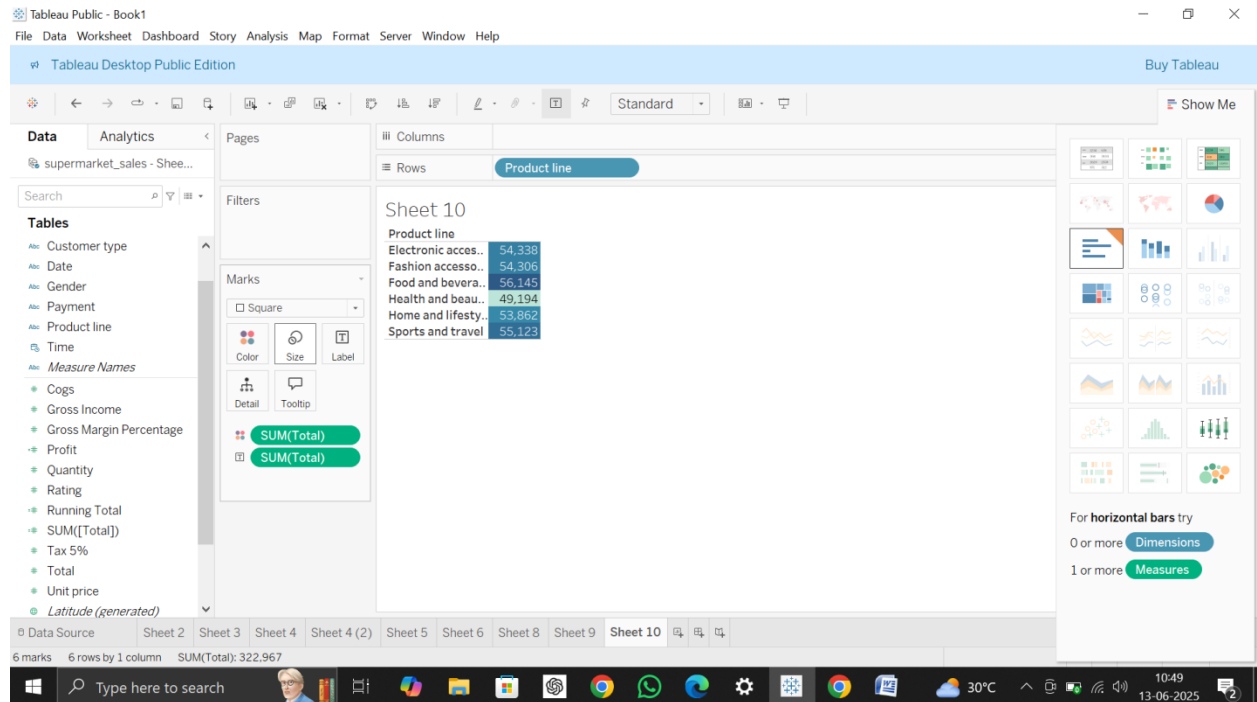 Tableau Public - Book1
File Data Worksheet Dashboard Story Analysis Map Format Server Window Help
Tableau Desktop Public Edition
Buy Tableau
Standard
Show Me
Data
Analytics
supermarket_sales - Shee...
Search
Tables
Abc Customer type
Abc Date
Abc Gender
Abc Payment
Abc Product line
Time
Abc Measure Names
Cogs
Gross Income
Gross Margin Percentage
Profit
Quantity
Rating
Running Total
SUM([Total])
Tax 5%
Total
Unit price
Latitude (generated)
Pages
Filters
Marks
Square
Color Size Label
Detail Tooltip
SUM(Total)
SUM(Total)
Columns
Rows Product line
Sheet 10
Product line
Electronic acces.. 54,338
Fashion accesso.. 54,306
Food and bevera.. 56,145
Health and beau.. 49,194
Home and lifesty.. 53,862
Sports and travel 55,123
For horizontal bars try
0 or more Dimensions
1 or more Measures
Data Source Sheet 2 Sheet 3 Sheet 4 Sheet 4 (2) Sheet 5 Sheet 6 Sheet 8 Sheet 9 Sheet 10
6 marks 6 rows by 1 column SUM(Total): 322,967
Type here to search
30°C
10:49
13-06-2025
2